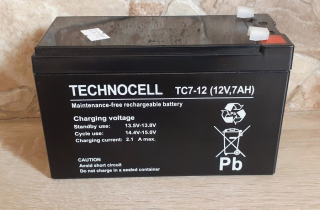 TECHNOCELL TC7-12 (12V,7AH)
Maintenance-free rechargeable battery
Charging voltage
Standby use: 13.5V-13.8V
Cycle use: 14.4V-15.0V
Charging current: 2.1 A max.
CAUTION
Avoid short circuit
Do not charge in a sealed container
Pb